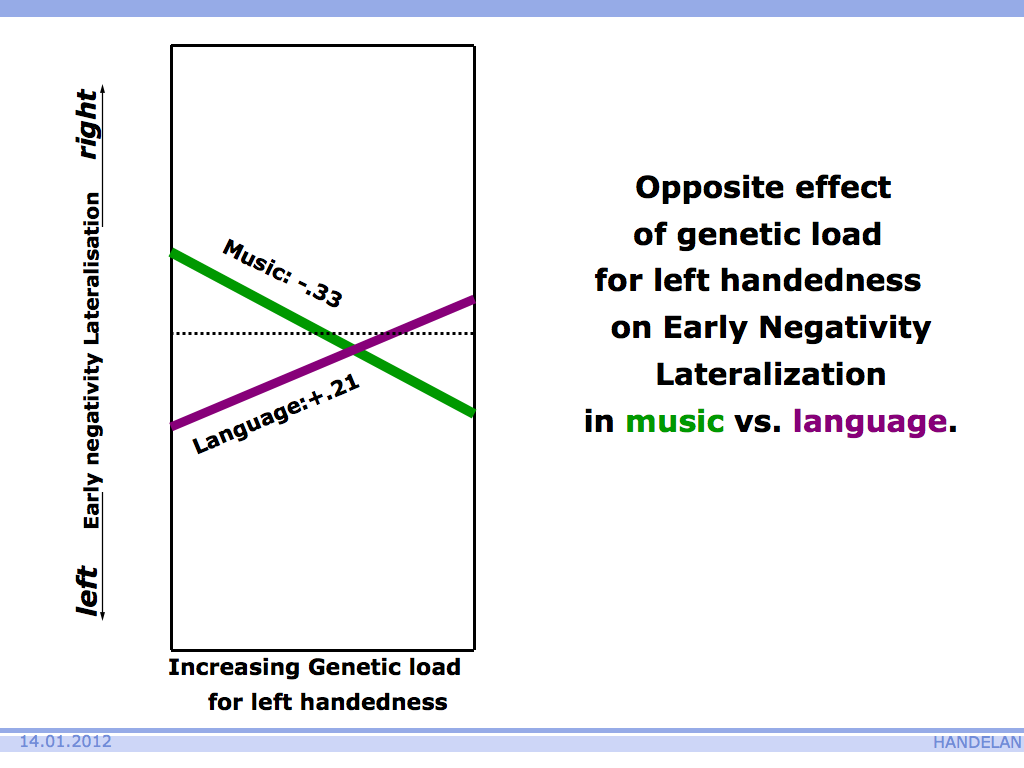 right
Early negativity Lateralisation
left
Music: -.33
Language:+.21
Increasing Genetic load
for left handedness
Opposite effect
of genetic load
for left handedness
on Early Negativity
Lateralization
in music vs. language.
14.01.2012
HANDELAN